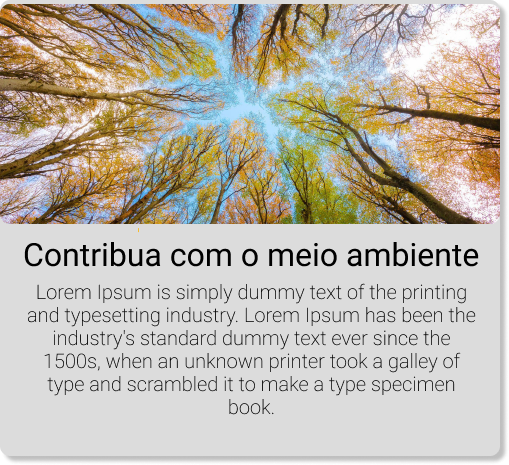 Contribua com o meio ambiente
Lorem Ipsum is simply dummy text of the printing
and typesetting industry. Lorem Ipsum has been the
industry's standard dummy text ever since the
1500s, when an unknown printer took a galley of
type and scrambled it to make a type specimen
book.